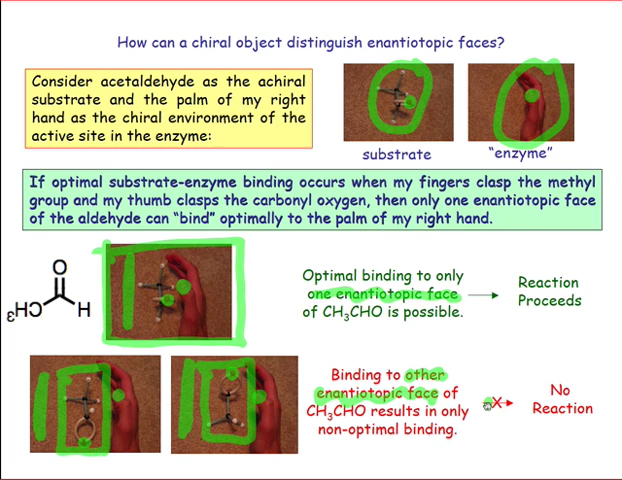 How can a chiral object distinguish enantiotopic faces?
Consider acetaldehyde as the achiral
substrate and the palm of my right
hand as the chiral environment of the
active site in the enzyme:
substrate
“enzyme”
If optimal substrate-enzyme binding occurs when my fingers clasp the methyl
group and my thumb clasps the carbonyl oxygen, then only one enantiotopic face
of the aldehyde can “bind” optimally to the palm of my right hand.
O
CH₃
H
Optimal binding to only
one enantiotopic face
of CH₃CHO is possible.
Reaction
Proceeds
Binding to other
enantiotopic face of
CH₃CHO results in only
non-optimal binding.
X
No
Reaction